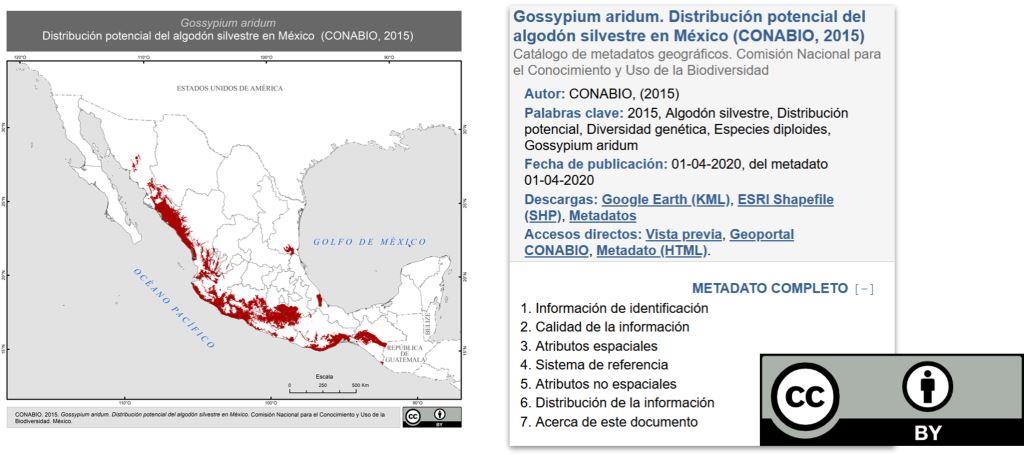 Gossypium aridum
Distribución potencial del algodón silvestre en México (CONABIO, 2015)
120°O
110°O
100°O
90°O
ESTADOS UNIDOS DE AMÉRICA
30°N
30°N
25°N
25°N
GOLFO DE MÉXICO
20°N
20°N
OCÉANO PACÍFICO
BELIZE
REPÚBLICA
DE
GUATEMALA
15°N
15°N
Escala
0 250 500 Km
100°O
90°O
CONABIO, 2015. Gossypium aridum. Distribución potencial del algodón silvestre en México. Comisión Nacional para el Conocimiento y Uso de la
Biodiversidad. México.
CC
BY
Gossypium aridum. Distribución potencial del
algodón silvestre en México (CONABIO, 2015)
Catálogo de metadatos geográficos. Comisión Nacional para
el Conocimiento y Uso de la Biodiversidad
Autor: CONABIO, (2015)
Palabras clave: 2015, Algodón silvestre, Distribución
potencial, Diversidad genética, Especies diploides,
Gossypium aridum
Fecha de publicación: 01-04-2020, del metadato
01-04-2020
Descargas: Google Earth (KML), ESRI Shapefile
(SHP), Metadatos
Accesos directos: Vista previa, Geoportal
CONABIO, Metadato (HTML).
METADATO COMPLETO [−]
1. Información de identificación
2. Calidad de la información
3. Atributos espaciales
4. Sistema de referencia
5. Atributos no espaciales
6. Distribución de la información
7. Acerca de este documento
CC
BY